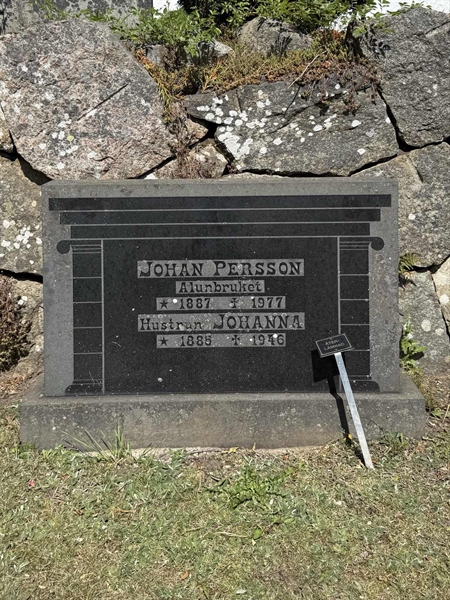 JOHAN PERSSON
Alunbruket
★ 1887 ✝ 1977
Hustrun JOHANNA
★ 1885 ✝ 1946